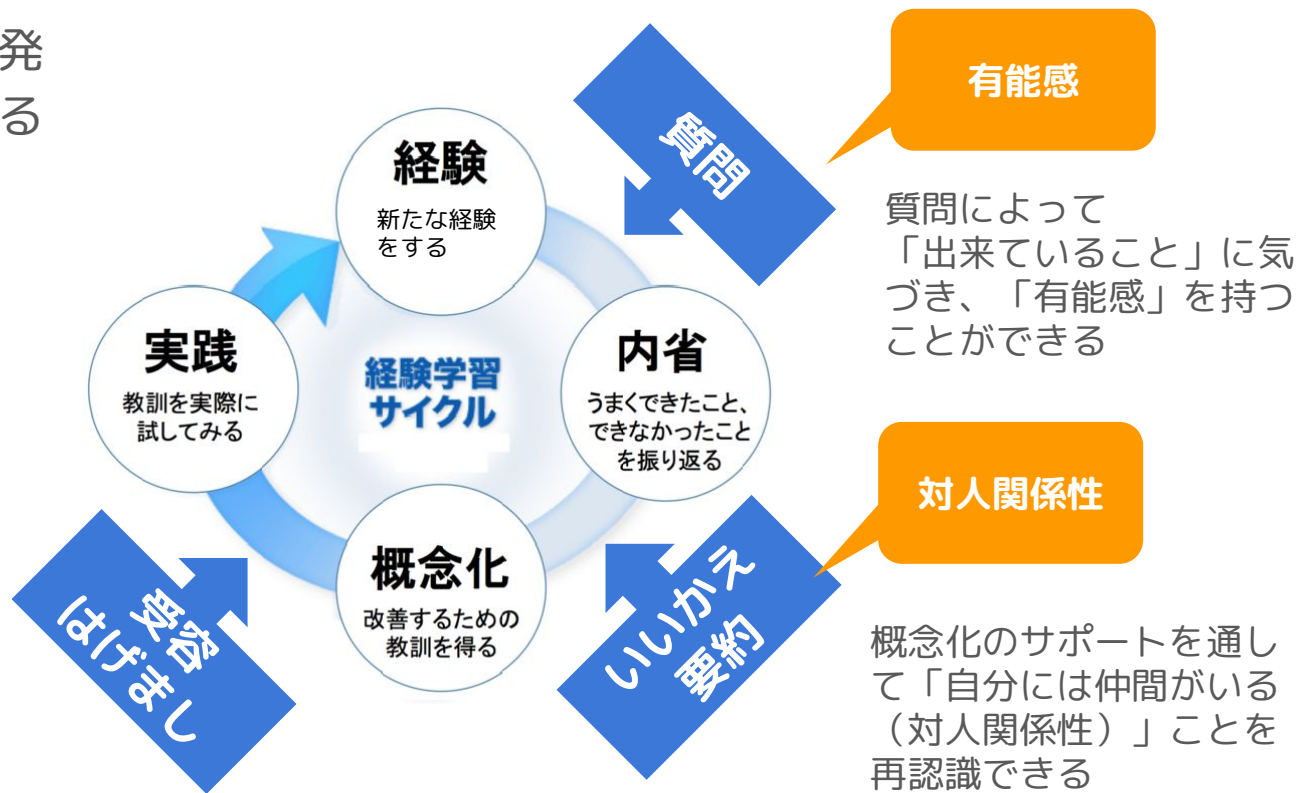 発
る
質問
有能感
質問によって
「出来ていること」に気
づき、「有能感」を持つ
ことができる
経験
新たな経験
をする
実践
教訓を実際に
試してみる
経験学習
サイクル
内省
うまくできたこと、
できなかったこと
を振り返る
概念化
改善するための
教訓を得る
受容
はげまし
いいかえ
要約
対人関係性
概念化のサポートを通し
て「自分には仲間がいる
（対人関係性）」ことを
再認識できる